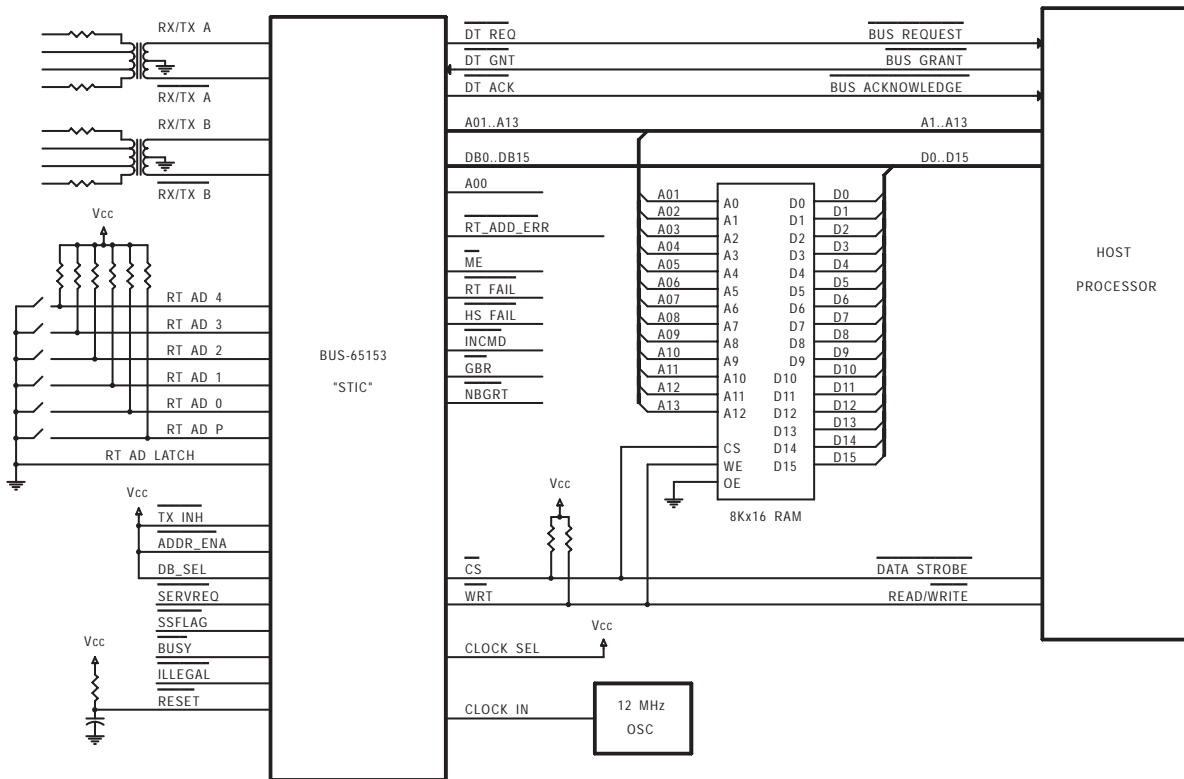 RX/TX A
RX/TX A
RX/TX B
RX/TX B
Vcc
RT AD 4
RT AD 3
RT AD 2
RT AD 1
RT AD 0
RT AD P
RT AD LATCH
Vcc
TX INH
ADDR_ENA
DB_SEL
SERVREQ
SSFLAG
BUSY
ILLEGAL
RESET
Vcc
BUS-65153
"STIC"
DT REQ
DT GNT
DT ACK
A01..A13
DB0..DB15
A00
RT_ADD_ERR
ME
RT FAIL
HS FAIL
INCMD
GBR
NBGRT
CS
WRT
CLOCK SEL
CLOCK IN
Vcc
Vcc
12 MHz
OSC
A01
A02
A03
A04
A05
A06
A07
A08
A09
A10
A11
A12
A13
A0
A1
A2
A3
A4
A5
A6
A7
A8
A9
A10
A11
A12
CS
WE
OE
D0
D1
D2
D3
D4
D5
D6
D7
D8
D9
D10
D11
D12
D13
D14
D15
D0
D1
D2
D3
D4
D5
D6
D7
D8
D9
D10
D11
D12
D13
D14
D15
8Kx16 RAM
BUS REQUEST
BUS GRANT
BUS ACKNOWLEDGE
A1..A13
D0..D15
DATA STROBE
READ/WRITE
HOST
PROCESSOR